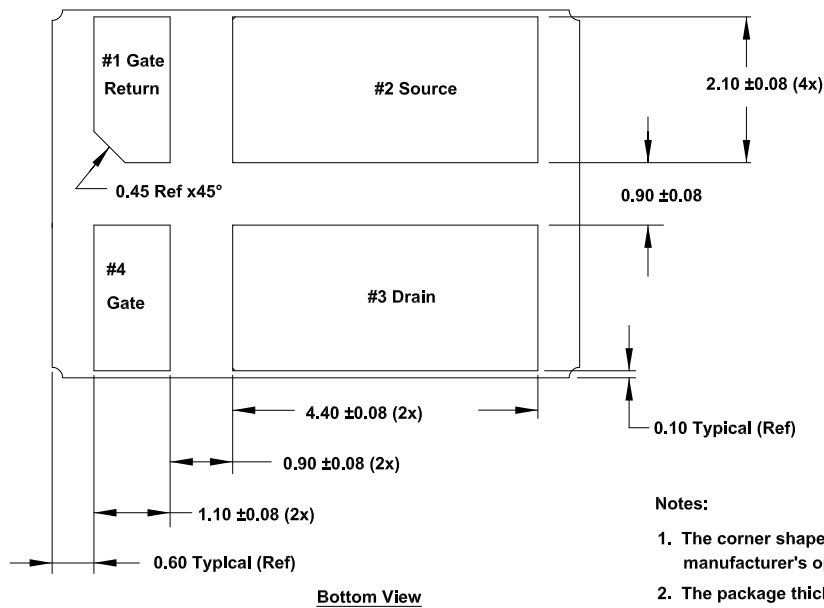 #1 Gate
Return
#2 Source
2.10 ±0.08 (4x)
0.45 Ref x45°
0.90 ±0.08
#4
Gate
#3 Drain
4.40 ±0.08 (2x)
0.10 Typical (Ref)
0.90 ±0.08 (2x)
1.10 ±0.08 (2x)
0.60 Typical (Ref)
Bottom View
Notes:
1. The corner shape
manufacturer's o
2. The package thic